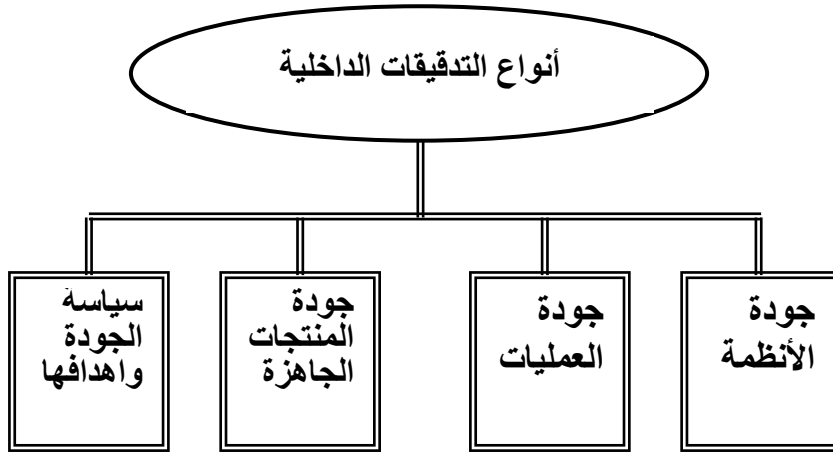 أنواع التدقيقات الداخلية
جودة
الأنظمة
جودة
العمليات
جودة
المنتجات
الجاهزة
سياسة
الجودة
واهدافها